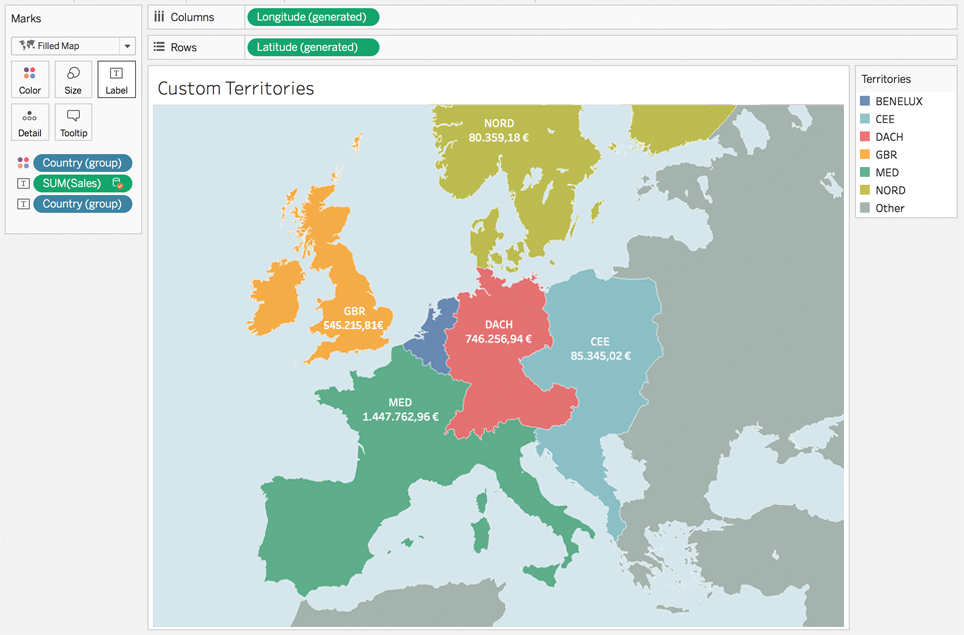 Marks
Filled Map
Color
Size
Label
Detail
Tooltip
Country (group)
SUM(Sales)
Country (group)
Columns
Longitude (generated)
Rows
Latitude (generated)
Custom Territories
NORD
80.359,18 €
GBR
545.215,81€
DACH
746.256,94 €
CEE
85.345,02 €
MED
1.447.762,96 €
Territories
BENELUX
CEE
DACH
GBR
MED
NORD
Other